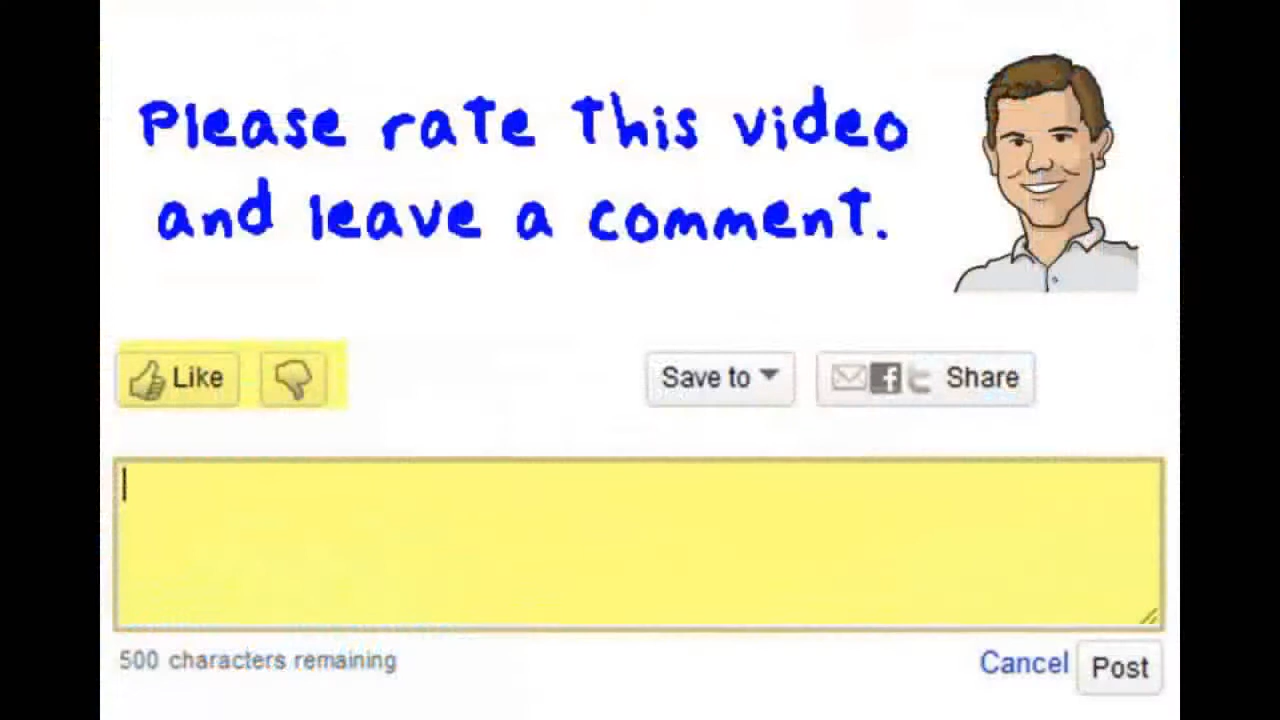 Please rate this video
and leave a comment.
Like
Save to
Share
500 characters remaining
Cancel
Post